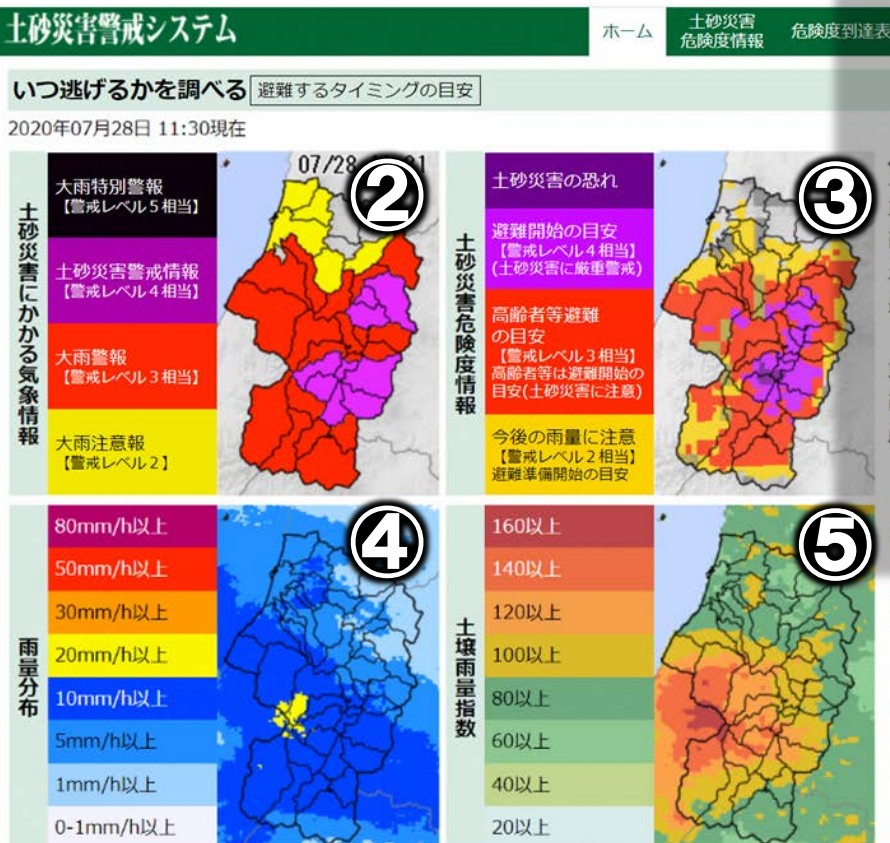 土砂災害警戒システム
ホーム
土砂災害
危険度情報
危険度到達表
いつ逃げるかを調べる 避難するタイミングの目安
2020年07月28日 11:30現在
土砂災害にかかる気象情報
大雨特別警報
【警戒レベル5相当】
土砂災害警戒情報
【警戒レベル4相当】
大雨警報
【警戒レベル3相当】
大雨注意報
【警戒レベル2】
07/28
②
土砂災害危険度情報
土砂災害の恐れ
避難開始の目安
【警戒レベル4相当】
(土砂災害に厳重警戒)
高齢者等避難
の目安
【警戒レベル3相当】
高齢者等は避難開始の
目安(土砂災害に注意)
今後の雨量に注意
【警戒レベル2相当】
避難準備開始の目安
③
雨量分布
80mm/h以上
50mm/h以上
30mm/h以上
20mm/h以上
10mm/h以上
5mm/h以上
1mm/h以上
0-1mm/h以上
④
土壌雨量指数
160以上
140以上
120以上
100以上
80以上
60以上
40以上
20以上
⑤